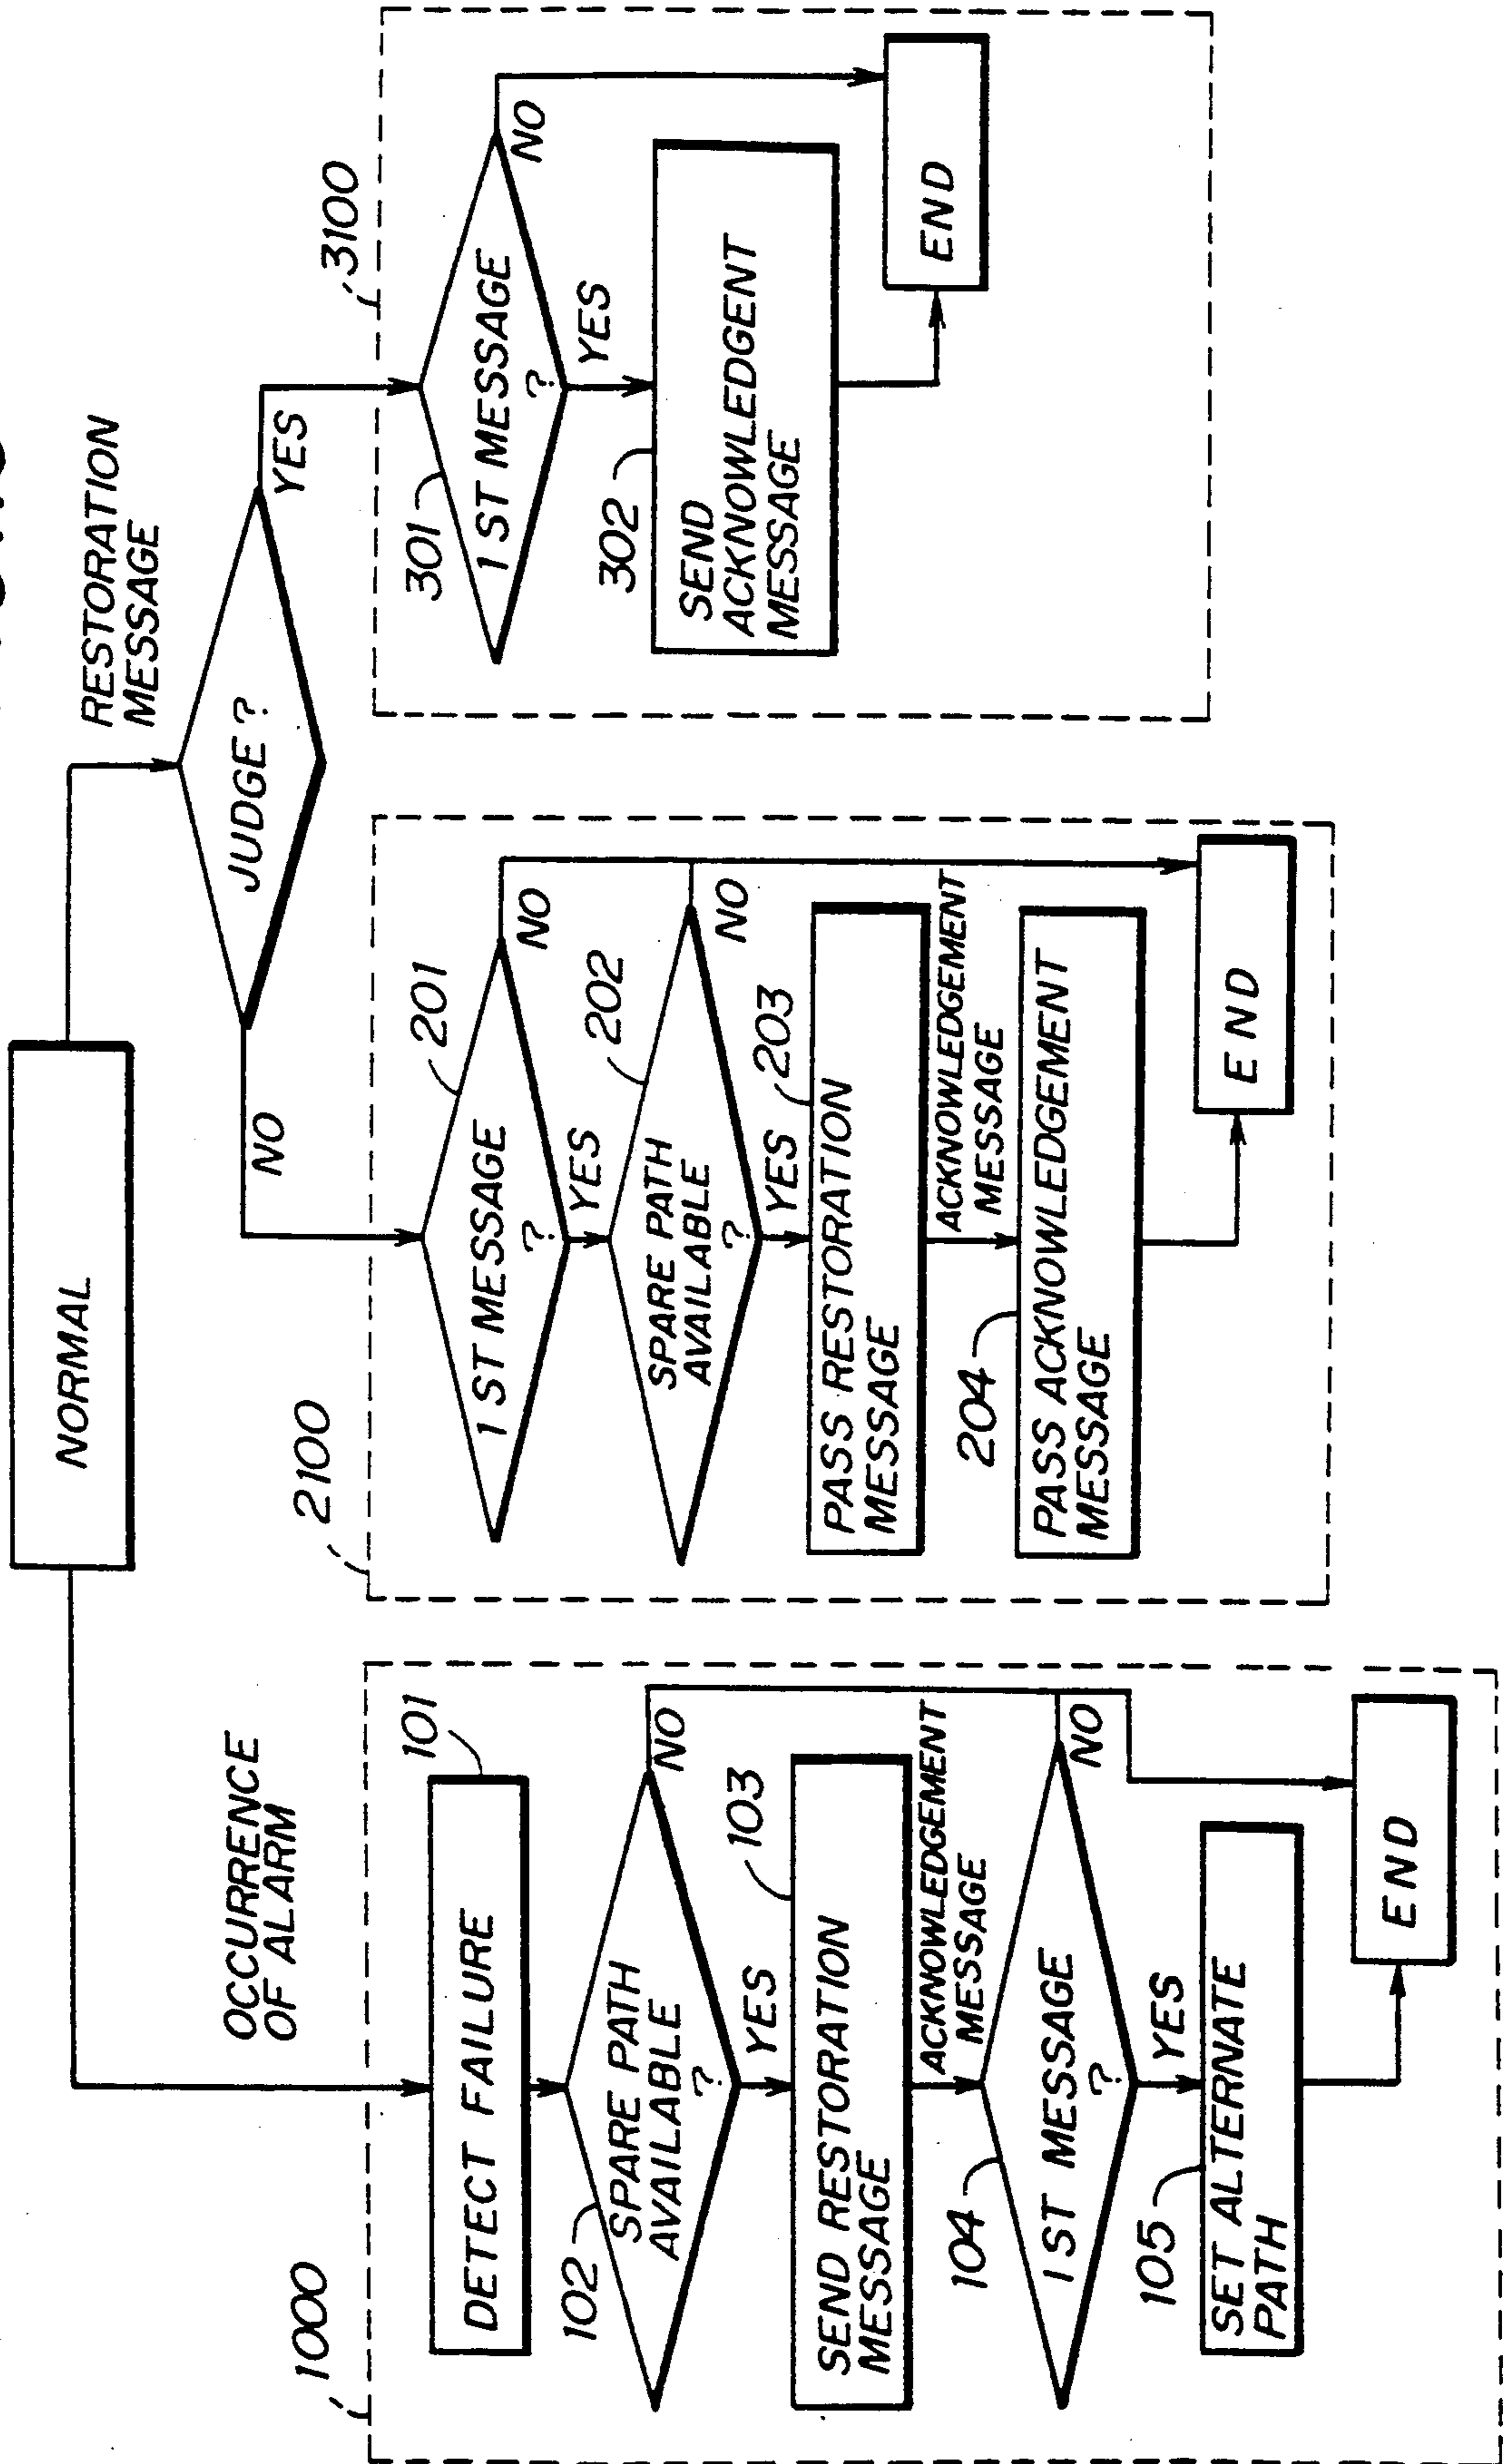 NORMAL
OCCURRENCE
OF ALARM
RESTORATION
MESSAGE
JUDGE ?
NO
YES
1000
DETECT FAILURE
101
102
SPARE PATH
AVAILABLE
?
NO
YES
103
SEND RESTORATION
MESSAGE
ACKNOWLEDGEMENT
MESSAGE
104
1 ST MESSAGE
?
NO
YES
105
SET ALTERNATE
PATH
END
2100
201
1 ST MESSAGE
?
NO
YES
202
SPARE PATH
AVAILABLE
?
NO
YES
203
PASS RESTORATION
MESSAGE
ACKNOWLEDGEMENT
MESSAGE
204
PASS ACKNOWLEDGEMENT
MESSAGE
END
3100
301
1 ST MESSAGE
?
NO
YES
302
SEND
ACKNOWLEDGENT
MESSAGE
END